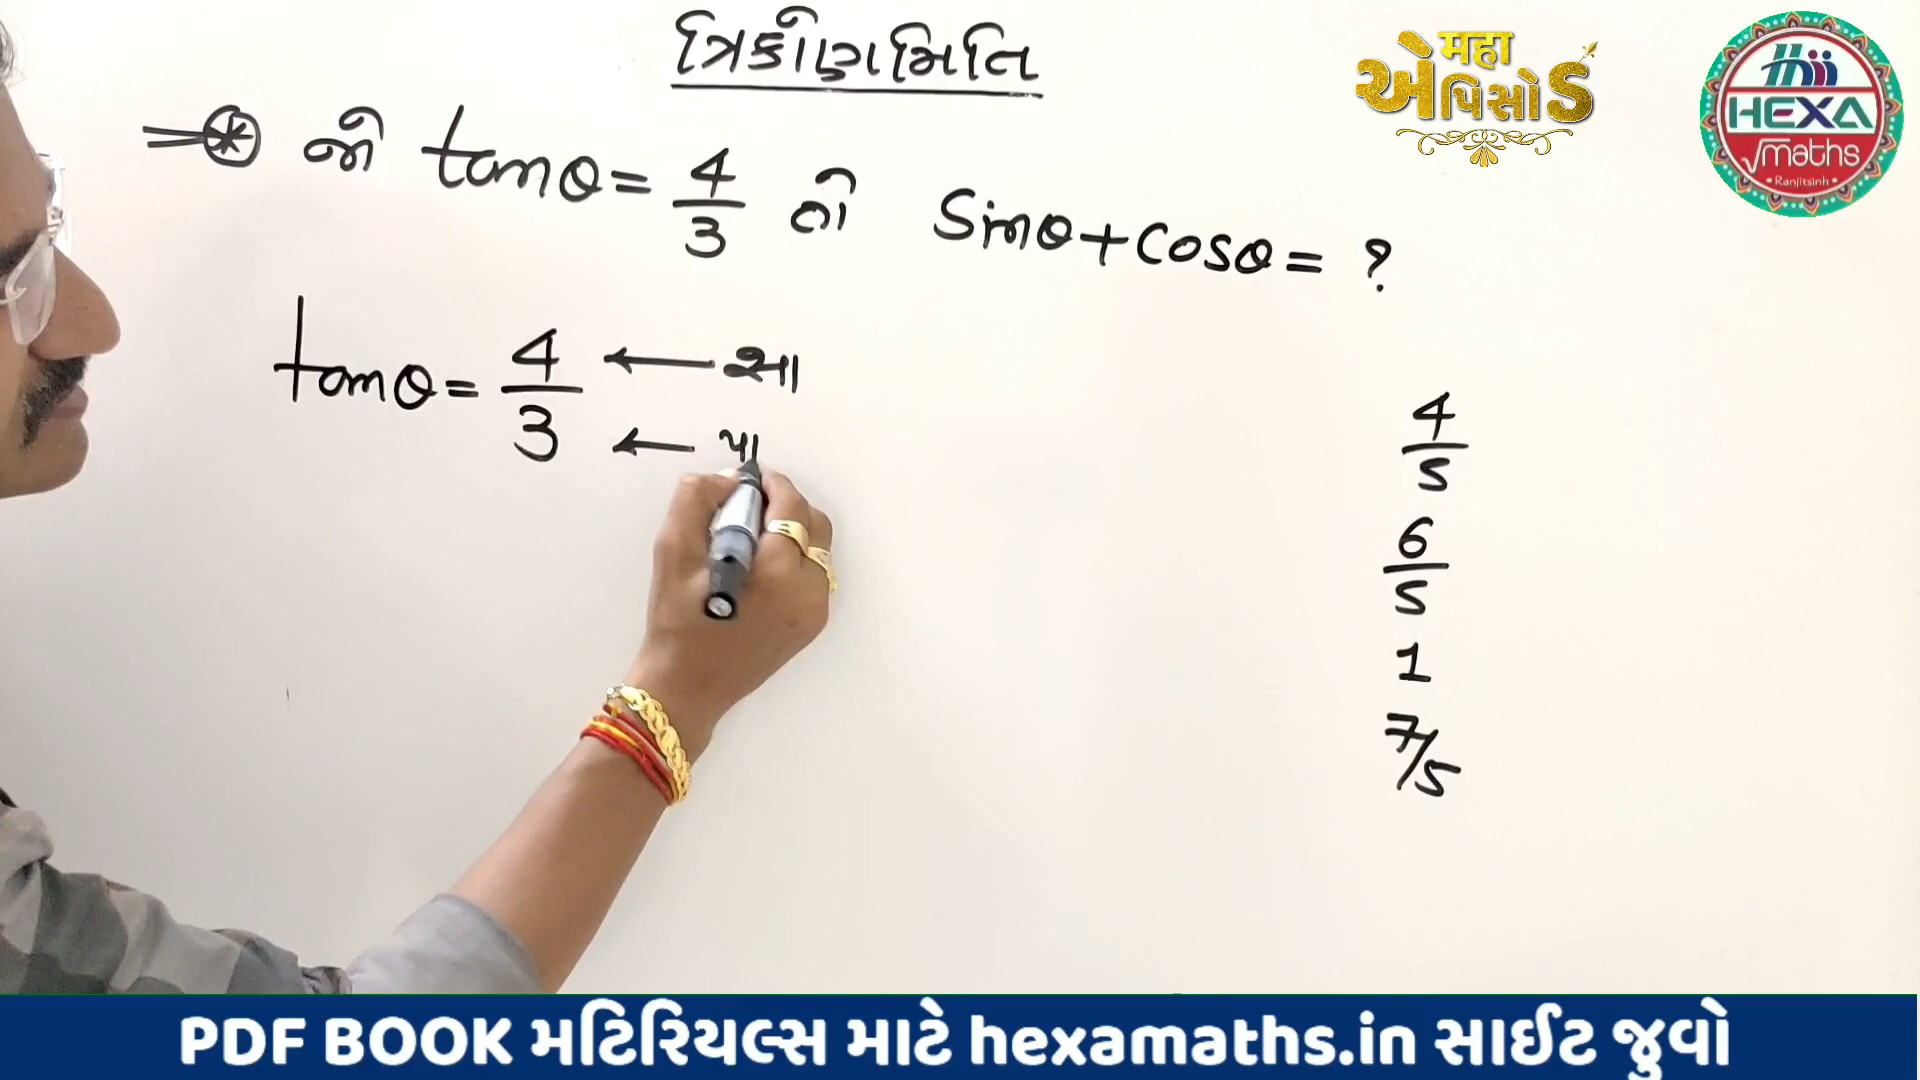 ત્રિકોણમિતિ
જો tanθ = 4/3 તો sinθ + cosθ = ?
tanθ = 4/3 ← સા
← પા
4/5
6/5
1
7/5
महा
એપિસોડ
HEXA
√maths
• Ranjitsinh •
PDF BOOK મટિરિયલ્સ માટે hexamaths.in સાઈટ જુવો